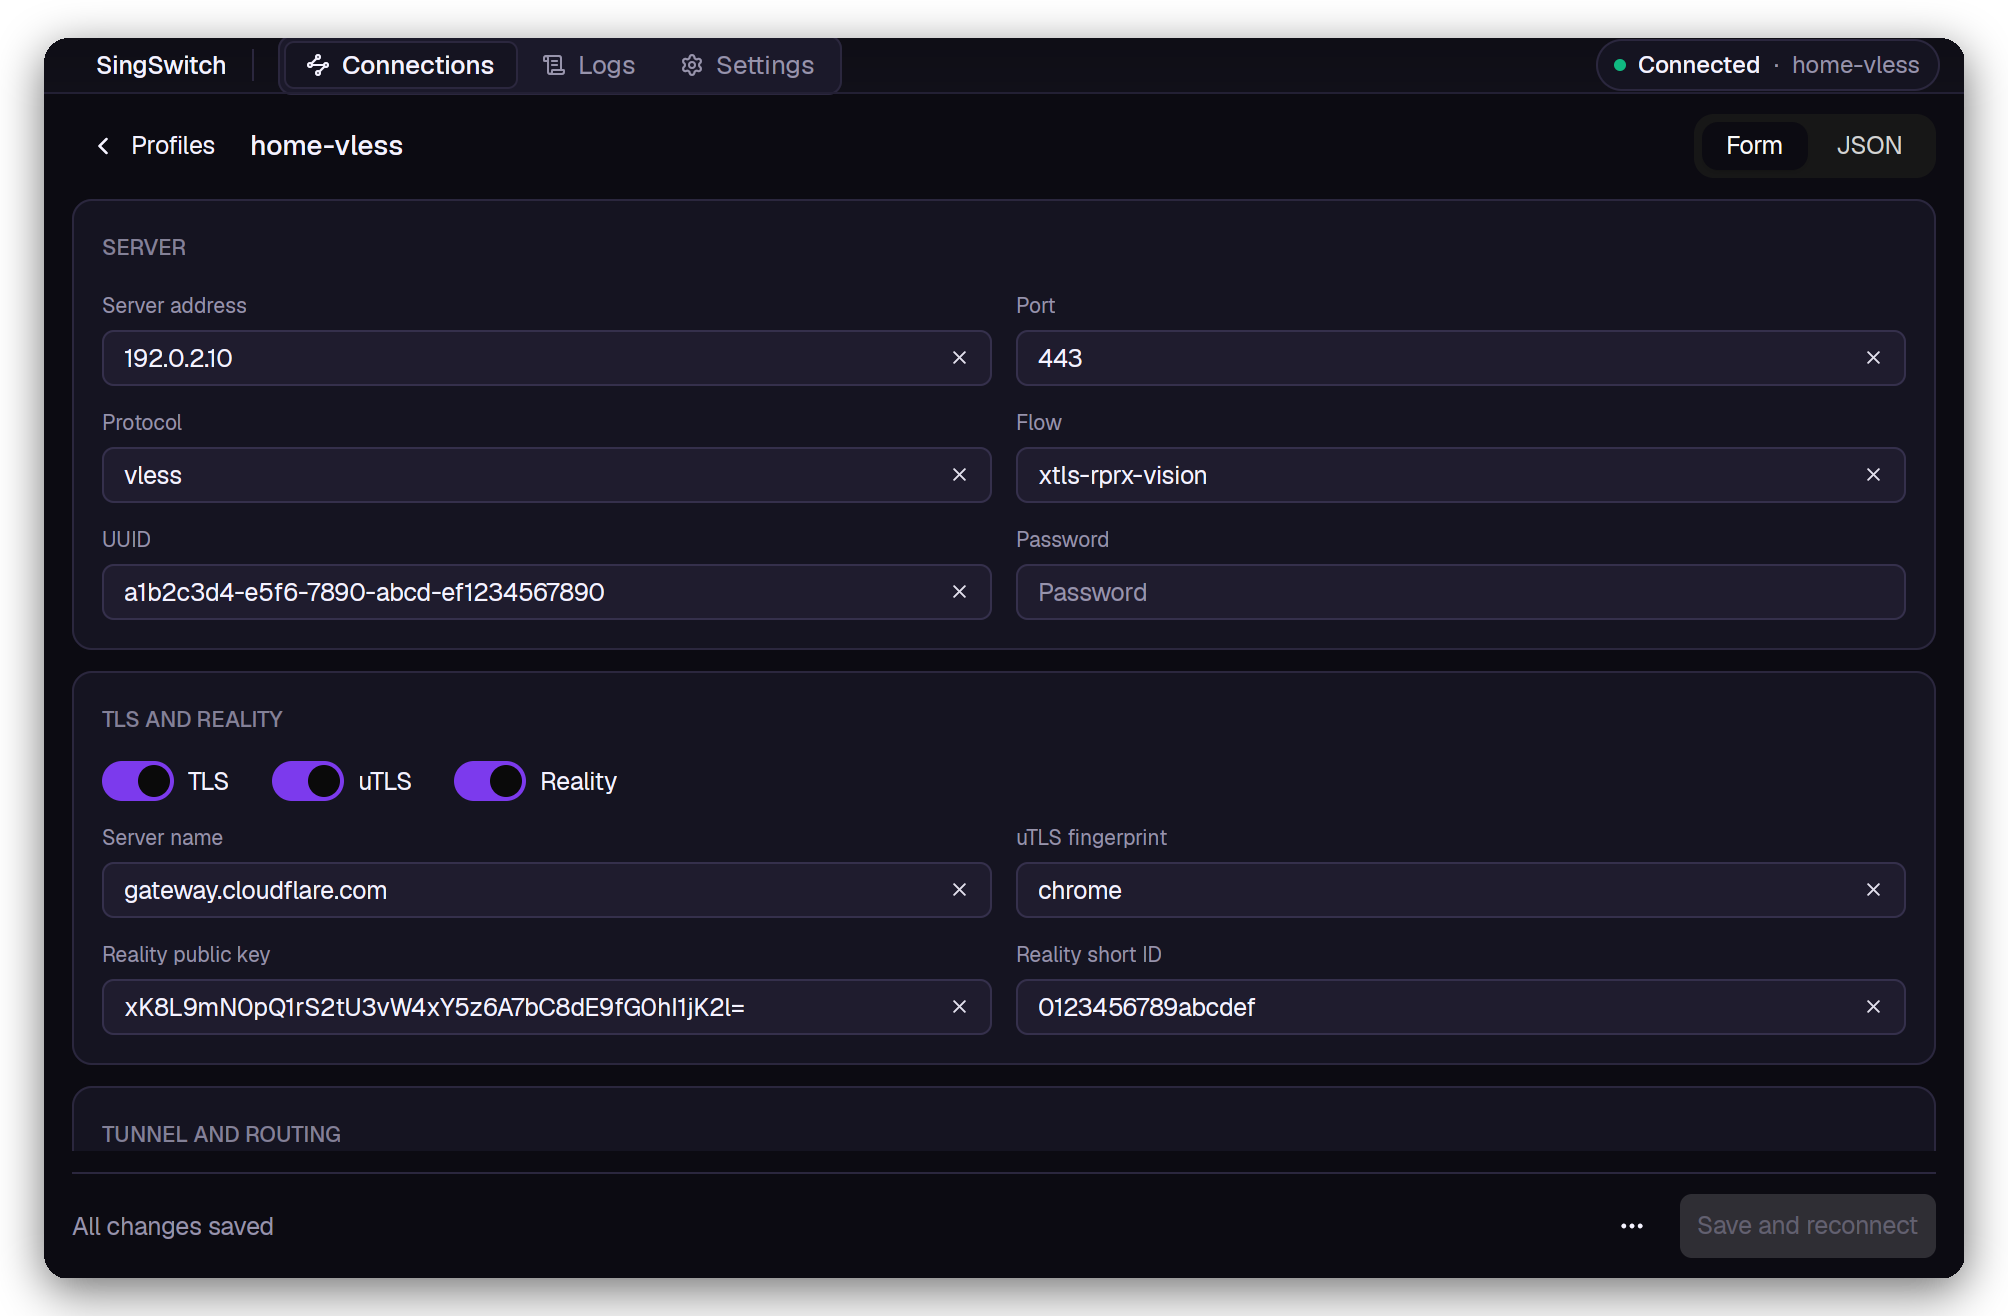 SingSwitch
Connections
Logs
Settings
Connected · home-vless
Profiles
home-vless
Form
JSON
SERVER
Server address
Port
192.0.2.10
443
Protocol
Flow
vless
xtls-rprx-vision
UUID
Password
a1b2c3d4-e5f6-7890-abcd-ef1234567890
Password
TLS AND REALITY
TLS
uTLS
Reality
Server name
uTLS fingerprint
gateway.cloudflare.com
chrome
Reality public key
Reality short ID
xK8L9mN0pQ1rS2tU3vW4xY5z6A7bC8dE9fG0hI1jK2l=
0123456789abcdef
TUNNEL AND ROUTING
All changes saved
Save and reconnect